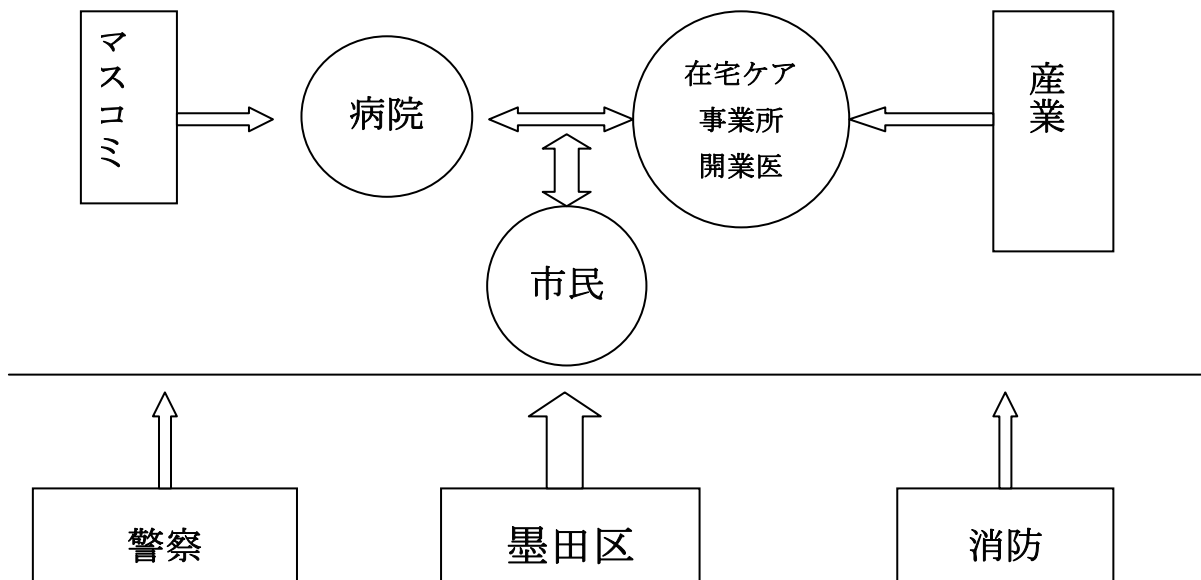 マスコミ
病院
在宅ケア
事業所
開業医
産業
市民
警察
墨田区
消防